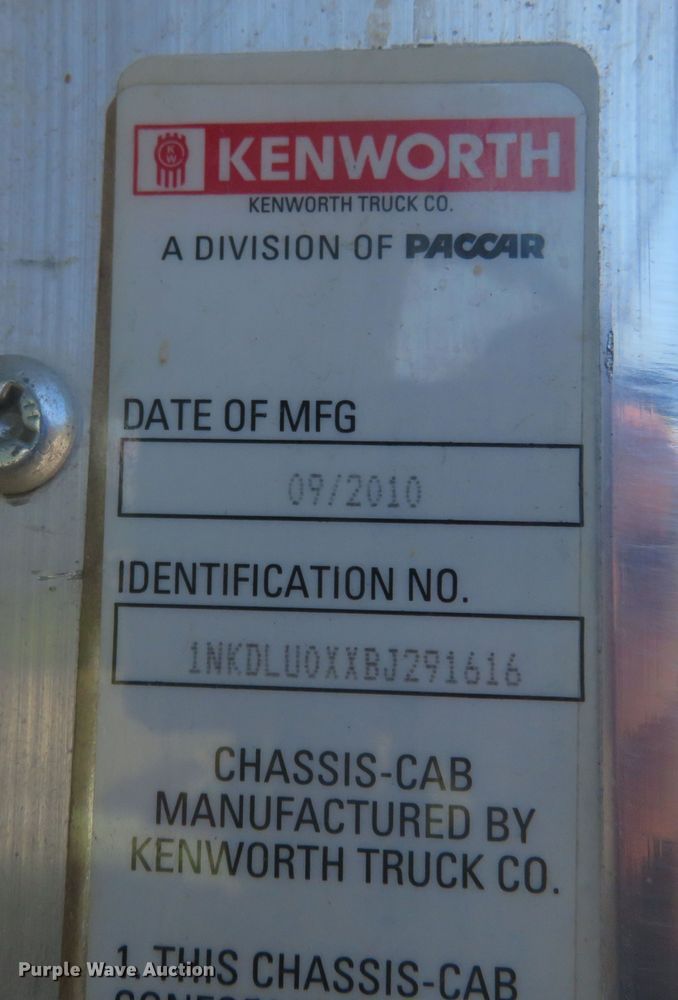 KW KENWORTH
KENWORTH TRUCK CO.
A DIVISION OF PACCAR
DATE OF MFG
09/2010
IDENTIFICATION NO.
1NKDLU0XXBJ291616
CHASSIS-CAB
MANUFACTURED BY
KENWORTH TRUCK CO.
1. THIS CHASSIS-CAB
Purple Wave Auction